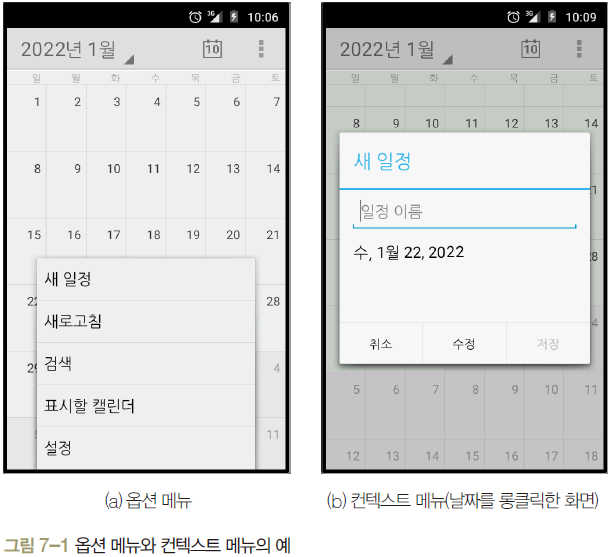 3G 10:06
2022년 1월 10
일 월 화 수 목 금 토
1 2 3 4 5 6 7
8 9 10 11 12 13 14
15 16 17 18 19 20 21
22 28
29 4
5 11
새 일정
새로고침
검색
표시할 캘린더
설정
(a) 옵션 메뉴
3G 10:09
2022년 1월 10
일 월 화 수 목 금 토
8 9 10 11 12 13 14
새 일정
일정 이름
수, 1월 22, 2022
취소 수정 저장
1
8
4
5 6 7 8 9 10 11
12 13 14 15 16 17 18
(b) 컨텍스트 메뉴(날짜를 롱클릭한 화면)
그림 7-1 옵션 메뉴와 컨텍스트 메뉴의 예